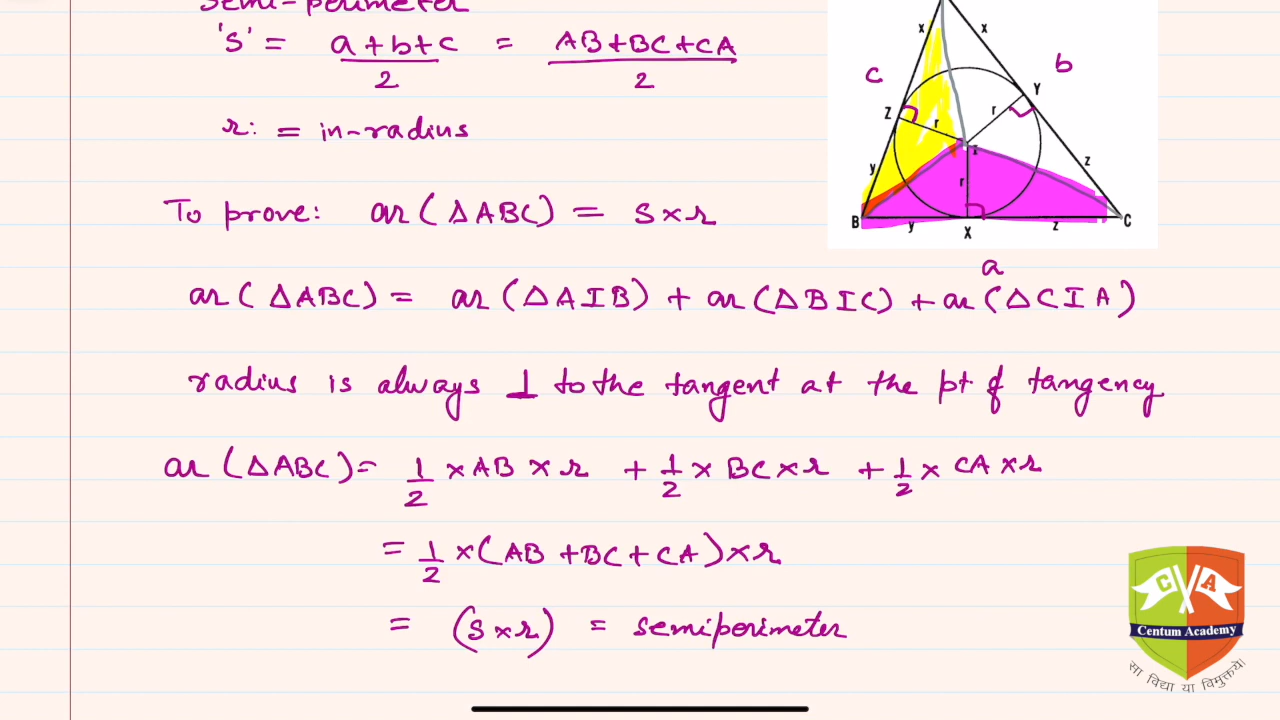 Semi-perimeter
'S' = a+b+c / 2 = AB+BC+CA / 2
r: = in-radius
To prove: ar(ΔABC) = S×r
ar(ΔABC) = ar(ΔAIB) + ar(ΔBIC) + ar(ΔCIA)
radius is always ⊥ to the tangent at the pt of tangency
ar(ΔABC) = 1/2 × AB × r + 1/2 × BC × r + 1/2 × CA × r
= 1/2 × (AB + BC + CA) × r
= (S×r) = semiperimeter
x x
c b
Z r r Y
I
y r z
B y X z C
a
C A
Centum Academy
सा विद्या या विमुक्तये।